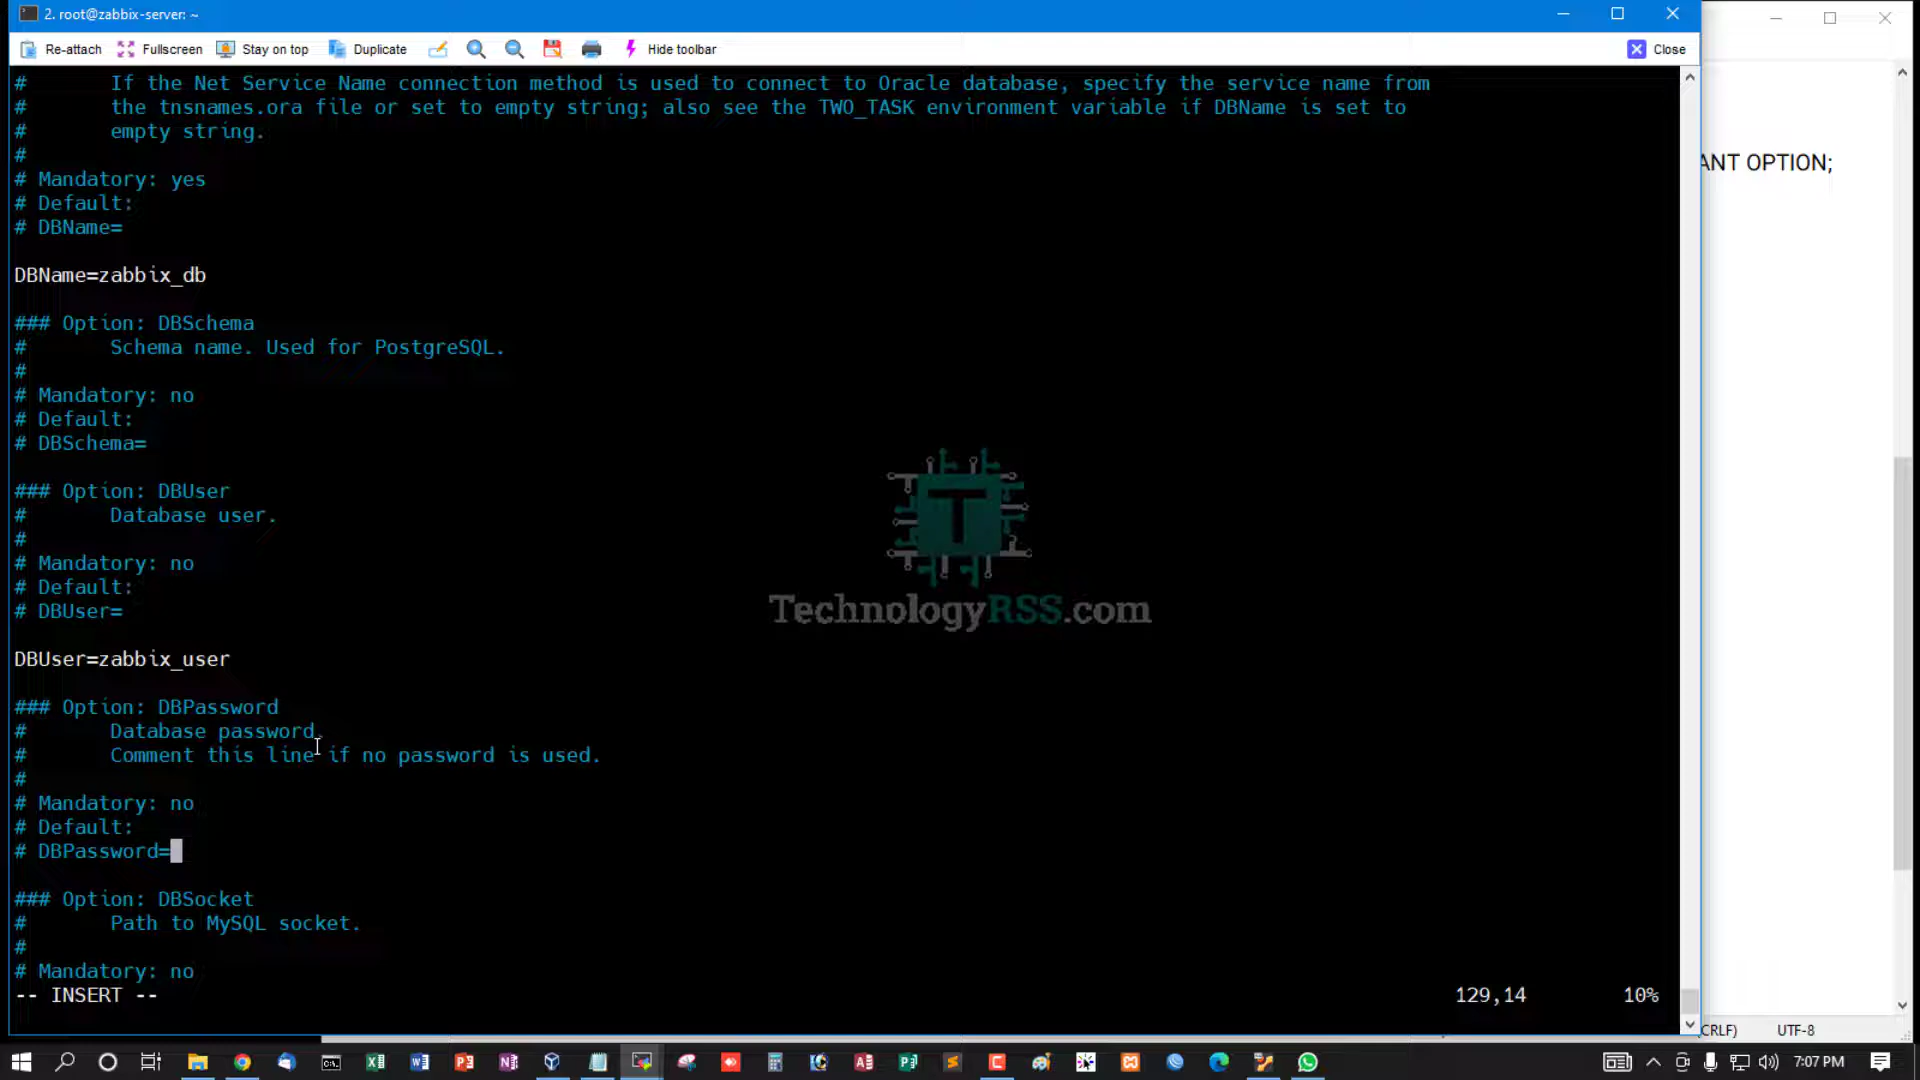 2. root@zabbix-server: ~
Re-attach
Fullscreen
Stay on top
Duplicate
Hide toolbar
Close
#       If the Net Service Name connection method is used to connect to Oracle database, specify the service name from
#       the tnsnames.ora file or set to empty string; also see the TWO_TASK environment variable if DBName is set to
#       empty string.
#
# Mandatory: yes
# Default:
# DBName=
DBName=zabbix_db
### Option: DBSchema
#       Schema name. Used for PostgreSQL.
#
# Mandatory: no
# Default:
# DBSchema=
### Option: DBUser
#       Database user.
#
# Mandatory: no
# Default:
# DBUser=
DBUser=zabbix_user
### Option: DBPassword
#       Database password.
#       Comment this line if no password is used.
#
# Mandatory: no
# Default:
# DBPassword=
### Option: DBSocket
#       Path to MySQL socket.
#
# Mandatory: no
-- INSERT --
129,14
10%
ANT OPTION;
T
TechnologyRSS.com
CRLF)
UTF-8
7:07 PM